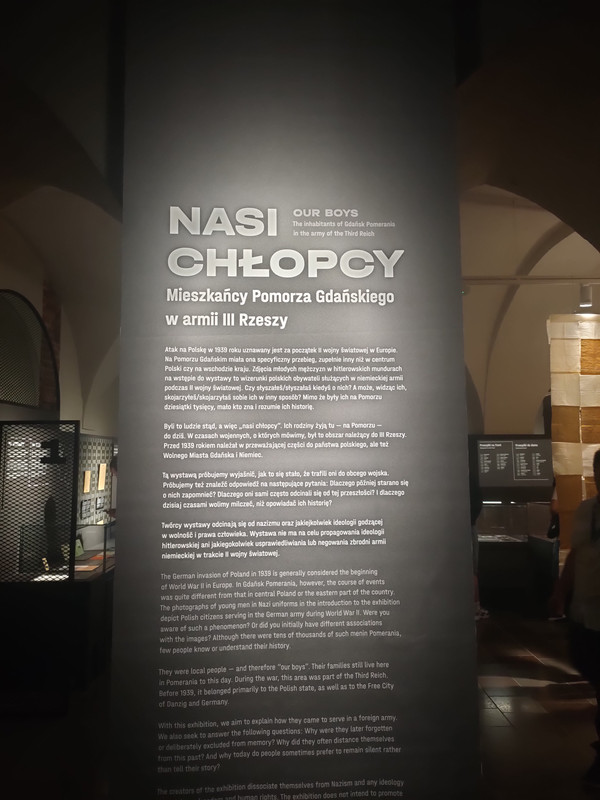 NASI
CHŁOPCY
OUR BOYS
The inhabitants of Gdańsk Pomerania
in the army of the Third Reich
Mieszkańcy Pomorza Gdańskiego
w armii III Rzeszy
Atak na Polskę w 1939 roku uznawany jest za początek II wojny światowej w Europie.
Na Pomorzu Gdańskim miała ona specyficzny przebieg, zupełnie inny niż w centrum
Polski czy na wschodzie kraju. Zdjęcia młodych mężczyzn w hitlerowskich mundurach
na wstępie do wystawy to wizerunki polskich obywateli służących w niemieckiej armii
podczas II wojny światowej. Czy słyszałeś/słyszałaś kiedyś o nich? A może, widząc ich,
skojarzyłeś/skojarzyłaś sobie ich w inny sposób? Mimo że były ich na Pomorzu
dziesiątki tysięcy, mało kto zna i rozumie ich historię.
Byli to ludzie stąd, a więc „nasi chłopcy”. Ich rodziny żyją tu — na Pomorzu —
do dziś. W czasach wojennych, o których mówimy, był to obszar należący do III Rzeszy.
Przed 1939 rokiem należał w przeważającej części do państwa polskiego, ale też
Wolnego Miasta Gdańska i Niemiec.
Tą wystawą próbujemy wyjaśnić, jak to się stało, że trafili oni do obcego wojska.
Próbujemy też znaleźć odpowiedź na następujące pytania: Dlaczego później starano się
o nich zapomnieć? Dlaczego oni sami często odcinali się od tej przeszłości? I dlaczego
dzisiaj czasami wolimy milczeć, niż opowiadać ich historię?
Twórcy wystawy odcinają się od nazizmu oraz jakiejkolwiek ideologii godzącej
w wolność i prawa człowieka. Wystawa nie ma na celu propagowania ideologii
hitlerowskiej ani jakiegokolwiek usprawiedliwiania lub negowania zbrodni armii
niemieckiej w trakcie II wojny światowej.
The German invasion of Poland in 1939 is generally considered the beginning
of World War II in Europe. In Gdańsk Pomerania, however, the course of events
was quite different from that in central Poland or the eastern part of the country.
The photographs of young men in Nazi uniforms in the introduction to the exhibition
depict Polish citizens serving in the German army during World War II. Were you
aware of such a phenomenon? Or did you initially have different associations
with the images? Although there were tens of thousands of such menin Pomerania,
few people know or understand their history.
They were local people — and therefore "our boys". Their families still live here
in Pomerania to this day. During the war, this area was part of the Third Reich.
Before 1939, it belonged primarily to the Polish state, as well as to the Free City
of Danzig and Germany.
With this exhibition, we aim to explain how they came to serve in a foreign army.
We also seek to answer the following questions: Why were they later forgotten
or deliberately excluded from memory? Why did they often distance themselves
from this past? And why today do people sometimes prefer to remain silent rather
than tell their story?
The creators of the exhibition dissociate themselves from Nazism and any ideology
and human rights. The exhibition does not intend to promote